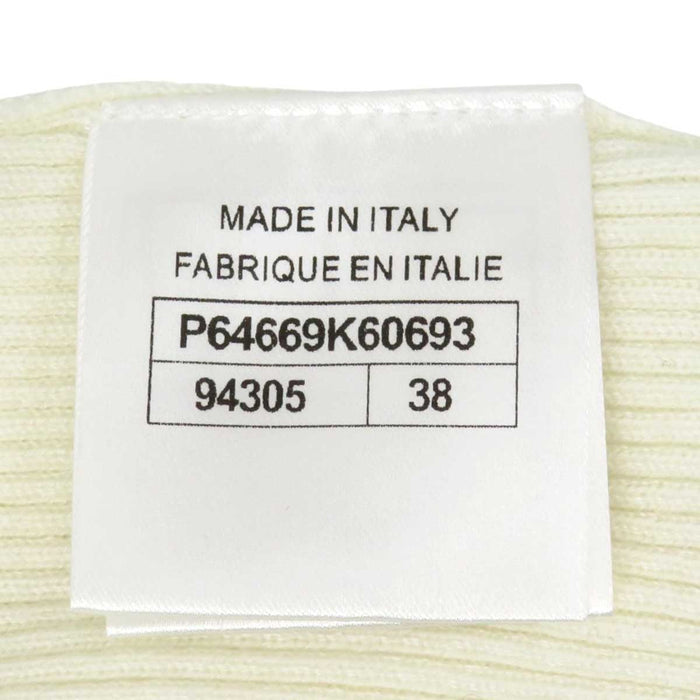 MADE IN ITALY
FABRIQUE EN ITALIE
P64669K60693
94305 38